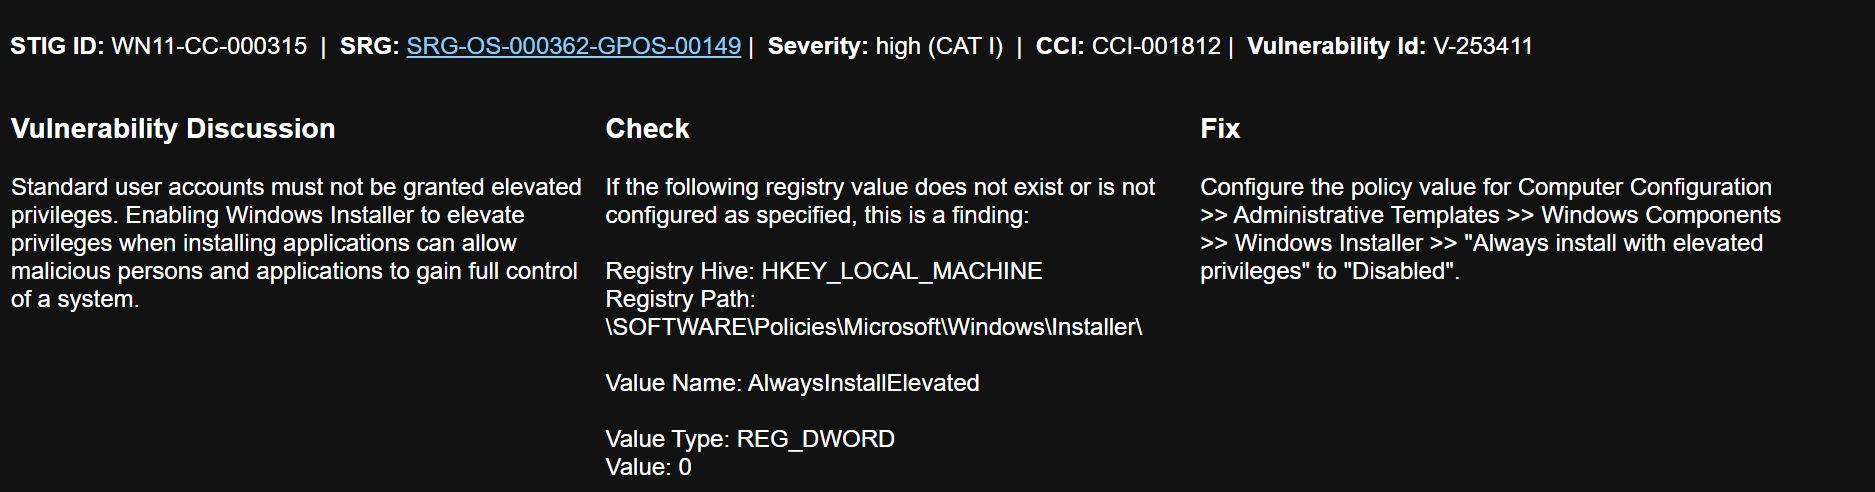 STIG ID: WN11-CC-000315 | SRG: SRG-OS-000362-GPOS-00149 | Severity: high (CAT I) | CCI: CCI-001812 | Vulnerability Id: V-253411
Vulnerability Discussion
Standard user accounts must not be granted elevated
privileges. Enabling Windows Installer to elevate
privileges when installing applications can allow
malicious persons and applications to gain full control
of a system.
Check
If the following registry value does not exist or is not
configured as specified, this is a finding:
Registry Hive: HKEY_LOCAL_MACHINE
Registry Path:
\SOFTWARE\Policies\Microsoft\Windows\Installer\
Value Name: AlwaysInstallElevated
Value Type: REG_DWORD
Value: 0
Fix
Configure the policy value for Computer Configuration
>> Administrative Templates >> Windows Components
>> Windows Installer >> "Always install with elevated
privileges" to "Disabled".